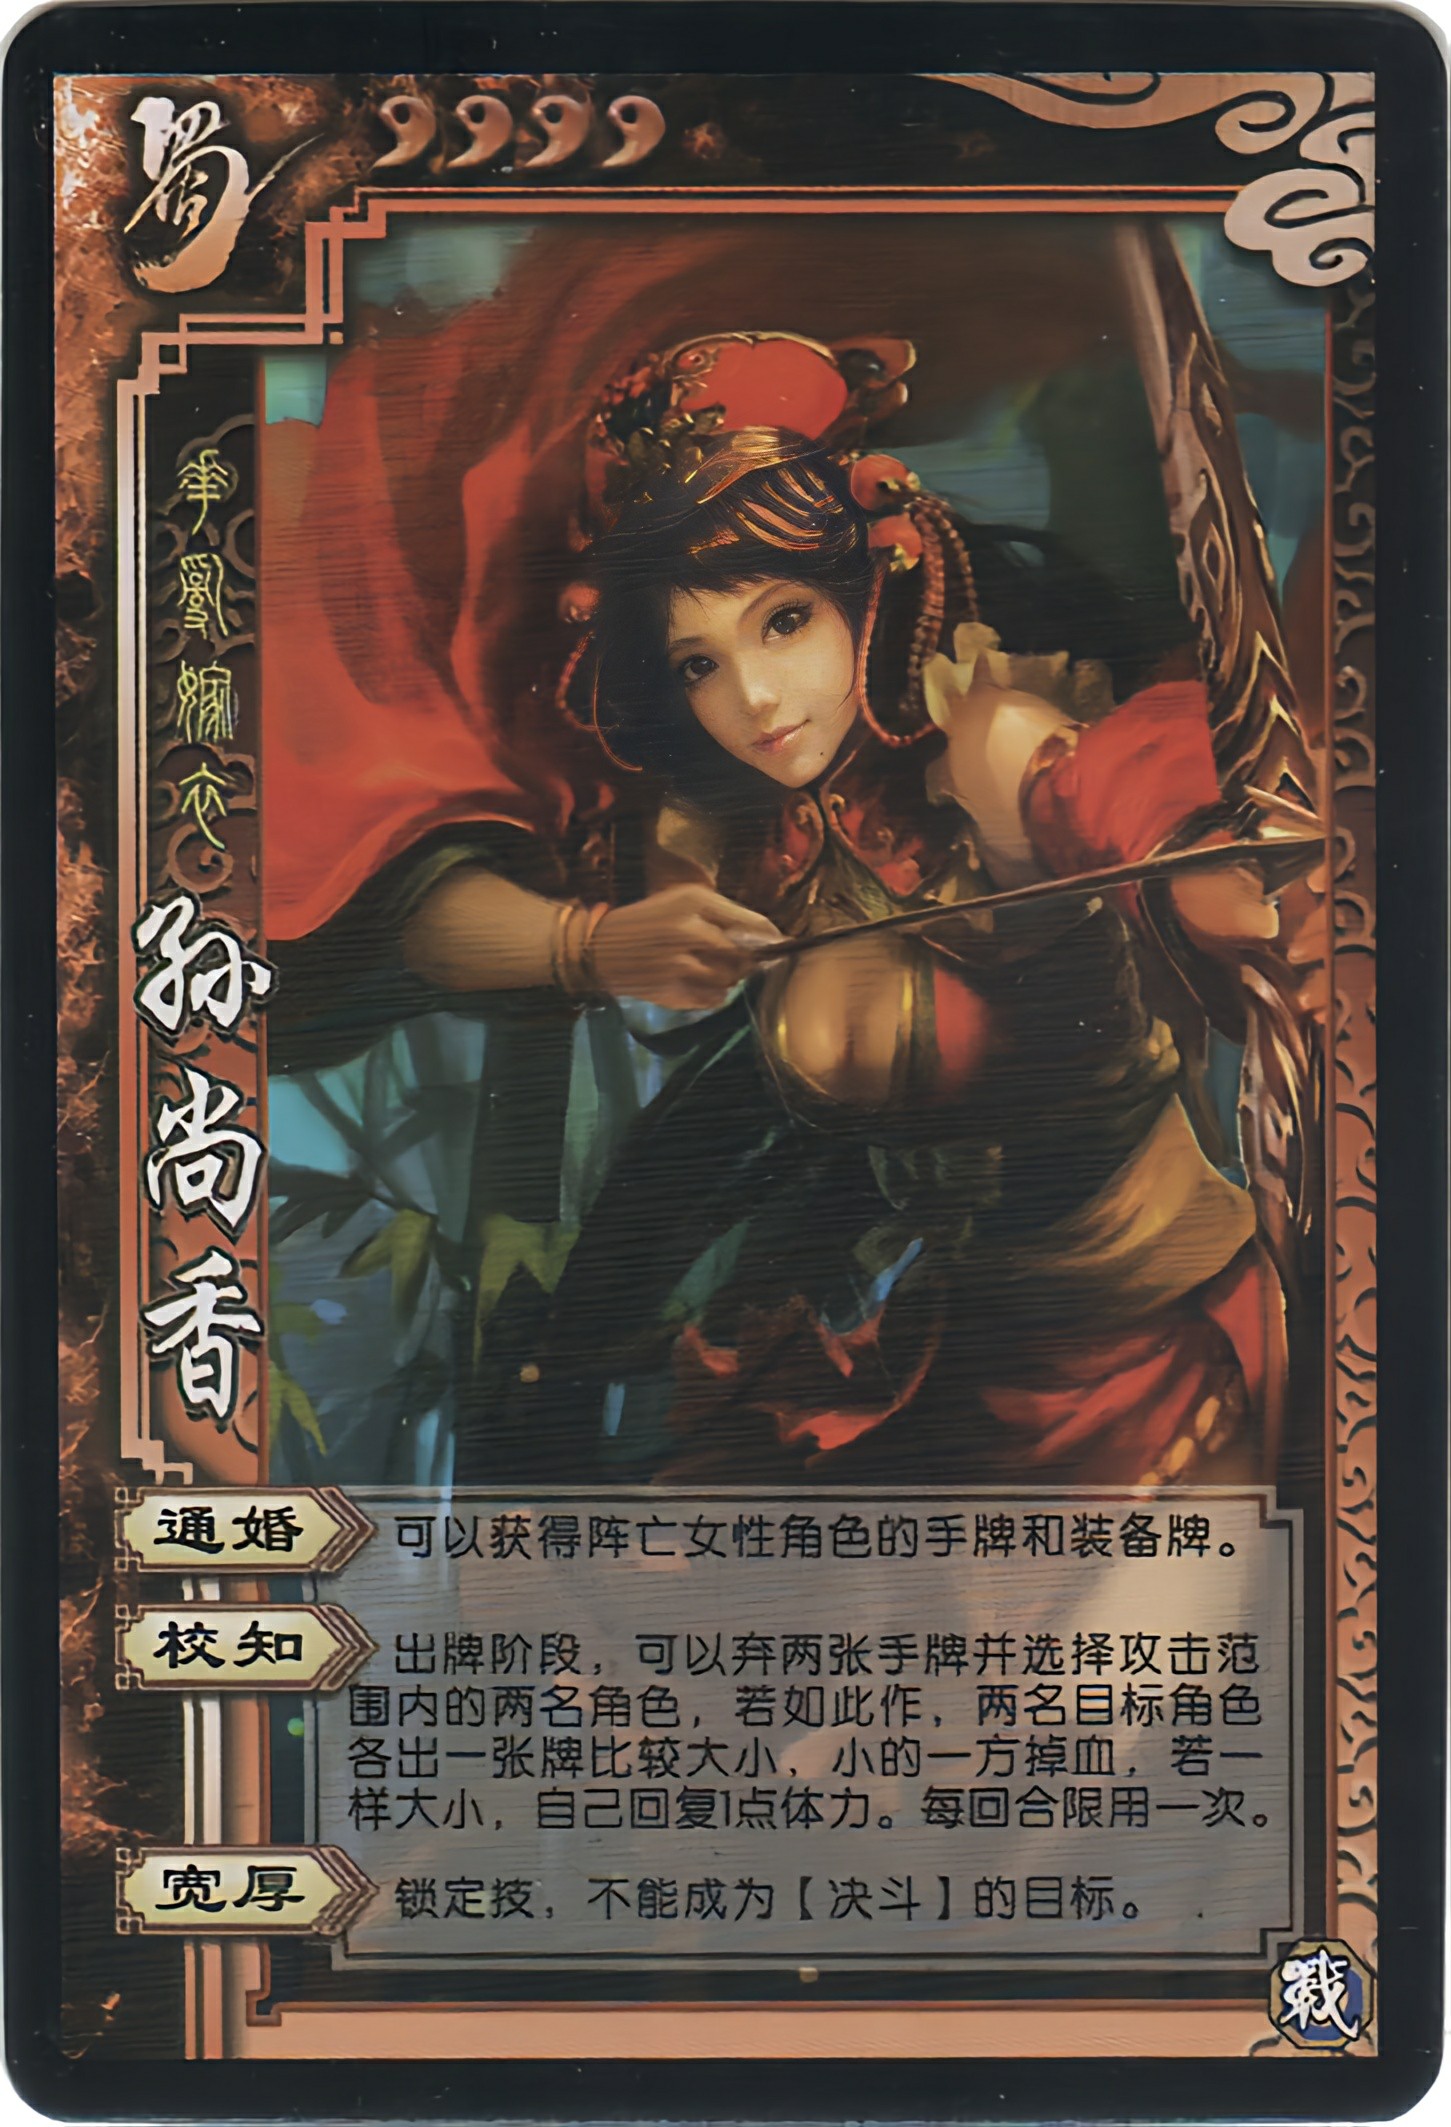 蜀
孙尚香
通婚
可以获得阵亡女性角色的手牌和装备牌。
校知
出牌阶段，可以弃两张手牌并选择攻击范
围内的两名角色，若如此作，两名目标角色
各出一张牌比较大小，小的一方掉血，若一
样大小，自己回复1点体力。每回合限用一次。
宽厚
锁定技，不能成为【决斗】的目标。
戰